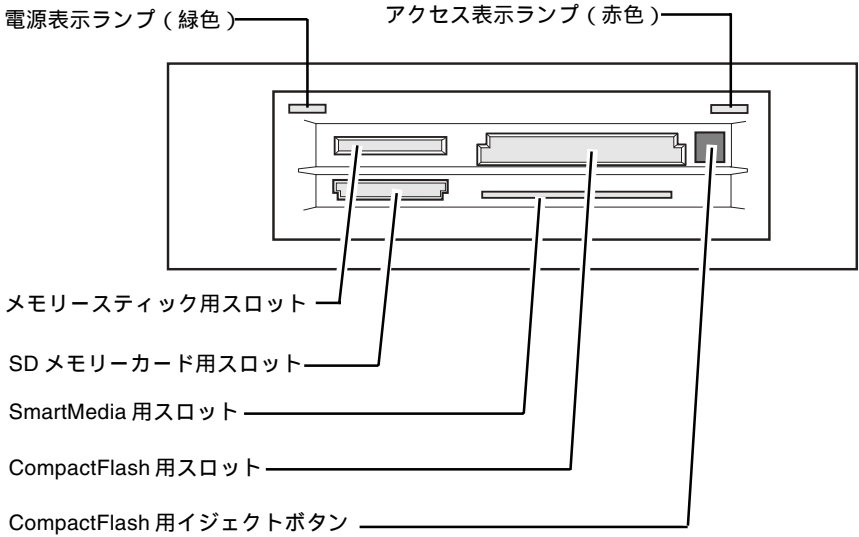 電源表示ランプ ( 緑色 )
アクセス表示ランプ ( 赤色 )
メモリースティック用スロット
SD メモリーカード用スロット
SmartMedia 用スロット
CompactFlash 用スロット
CompactFlash 用イジェクトボタン